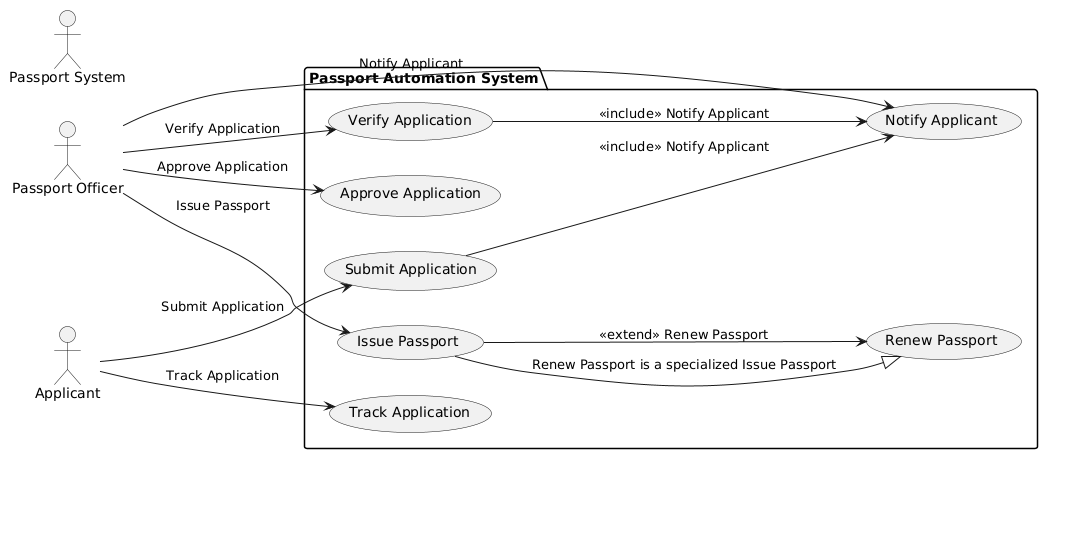 Passport System
Notify Applicant
Passport Automation System
Verify Application
Verify Application
«include» Notify Applicant
Notify Applicant
Passport Officer
Approve Application
Approve Application
«include» Notify Applicant
Issue Passport
Submit Application
Submit Application
Issue Passport
«extend» Renew Passport
Renew Passport
Renew Passport is a specialized Issue Passport
Applicant
Track Application
Track Application